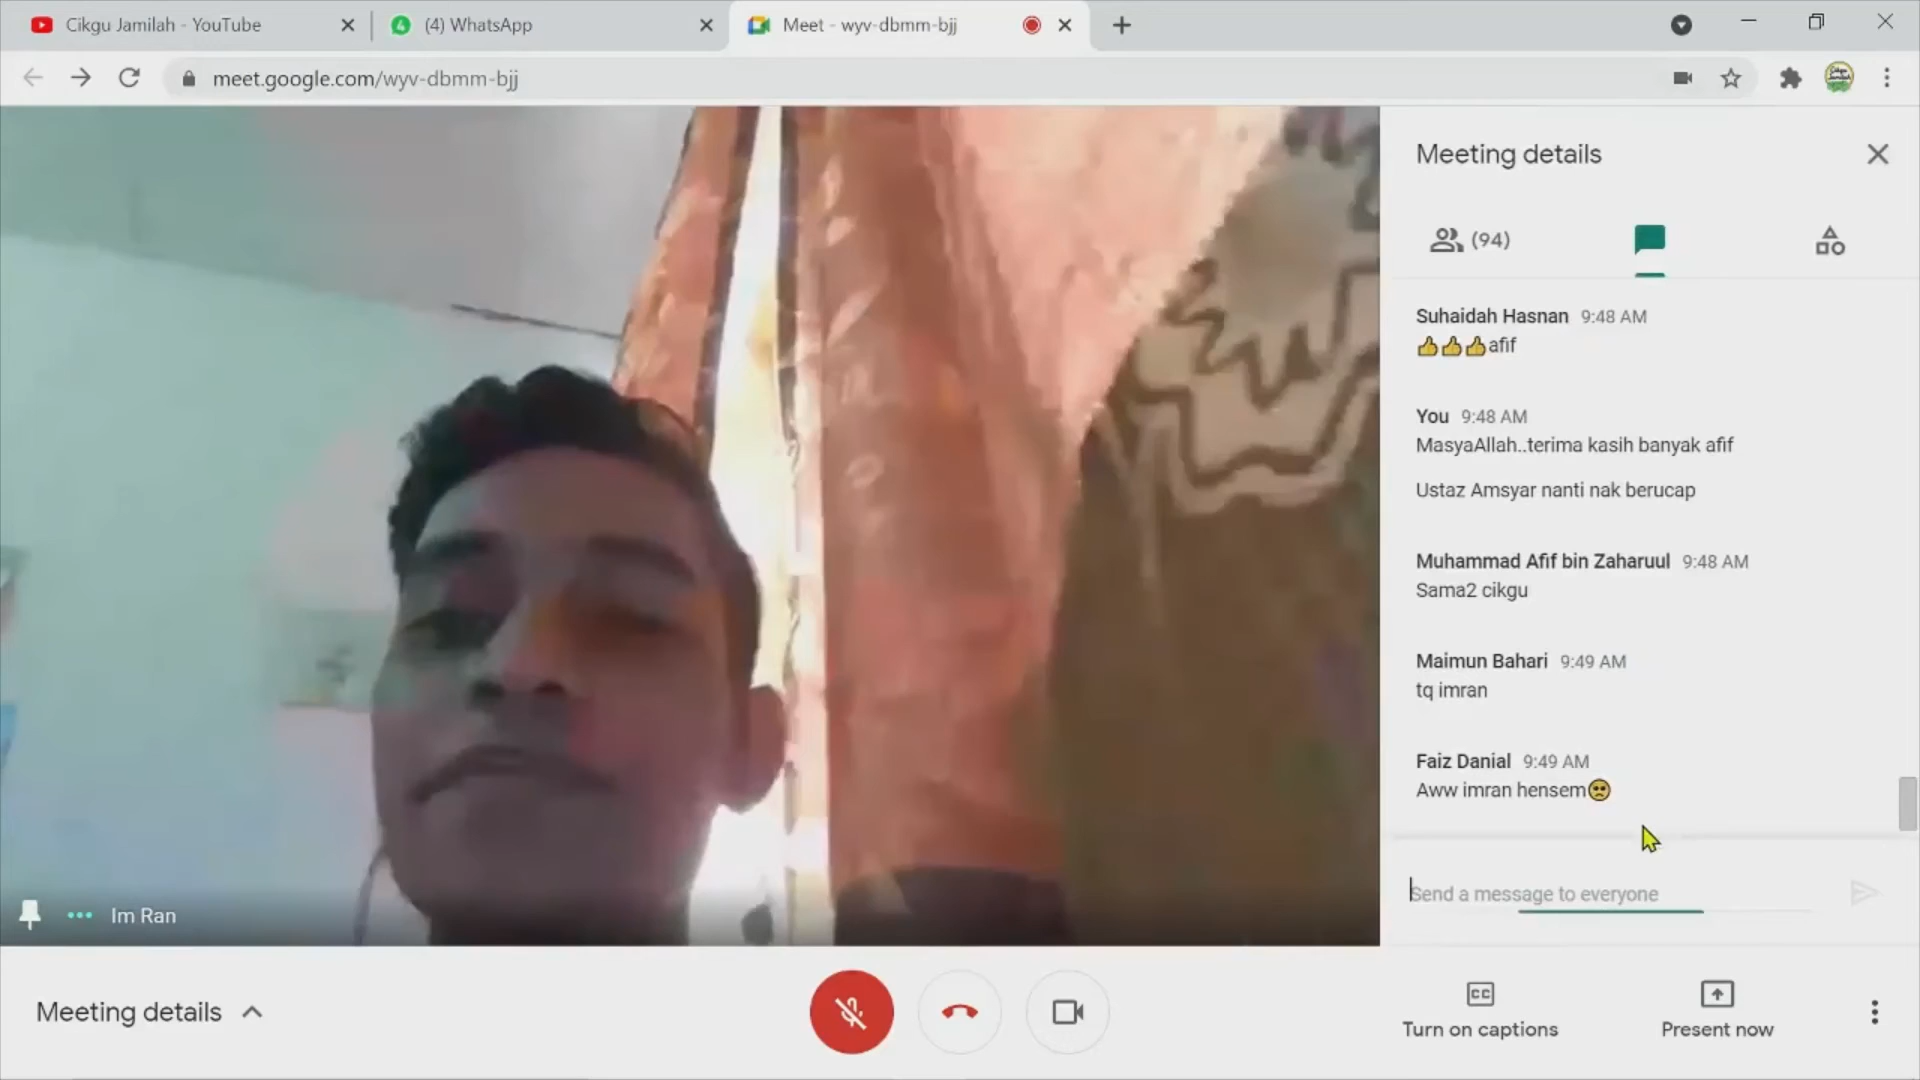 Cikgu Jamilah - YouTube
(4) WhatsApp
Meet - wyv-dbmm-bjj
meet.google.com/wyv-dbmm-bjj
Meeting details
(94)
Suhaidah Hasnan 9:48 AM
👍👍👍afif
You 9:48 AM
MasyaAllah..terima kasih banyak afif
Ustaz Amsyar nanti nak berucap
Muhammad Afif bin Zaharuul 9:48 AM
Sama2 cikgu
Maimun Bahari 9:49 AM
tq imran
Faiz Danial 9:49 AM
Aww imran hensem🥺
Send a message to everyone
Im Ran
Meeting details
Turn on captions
Present now